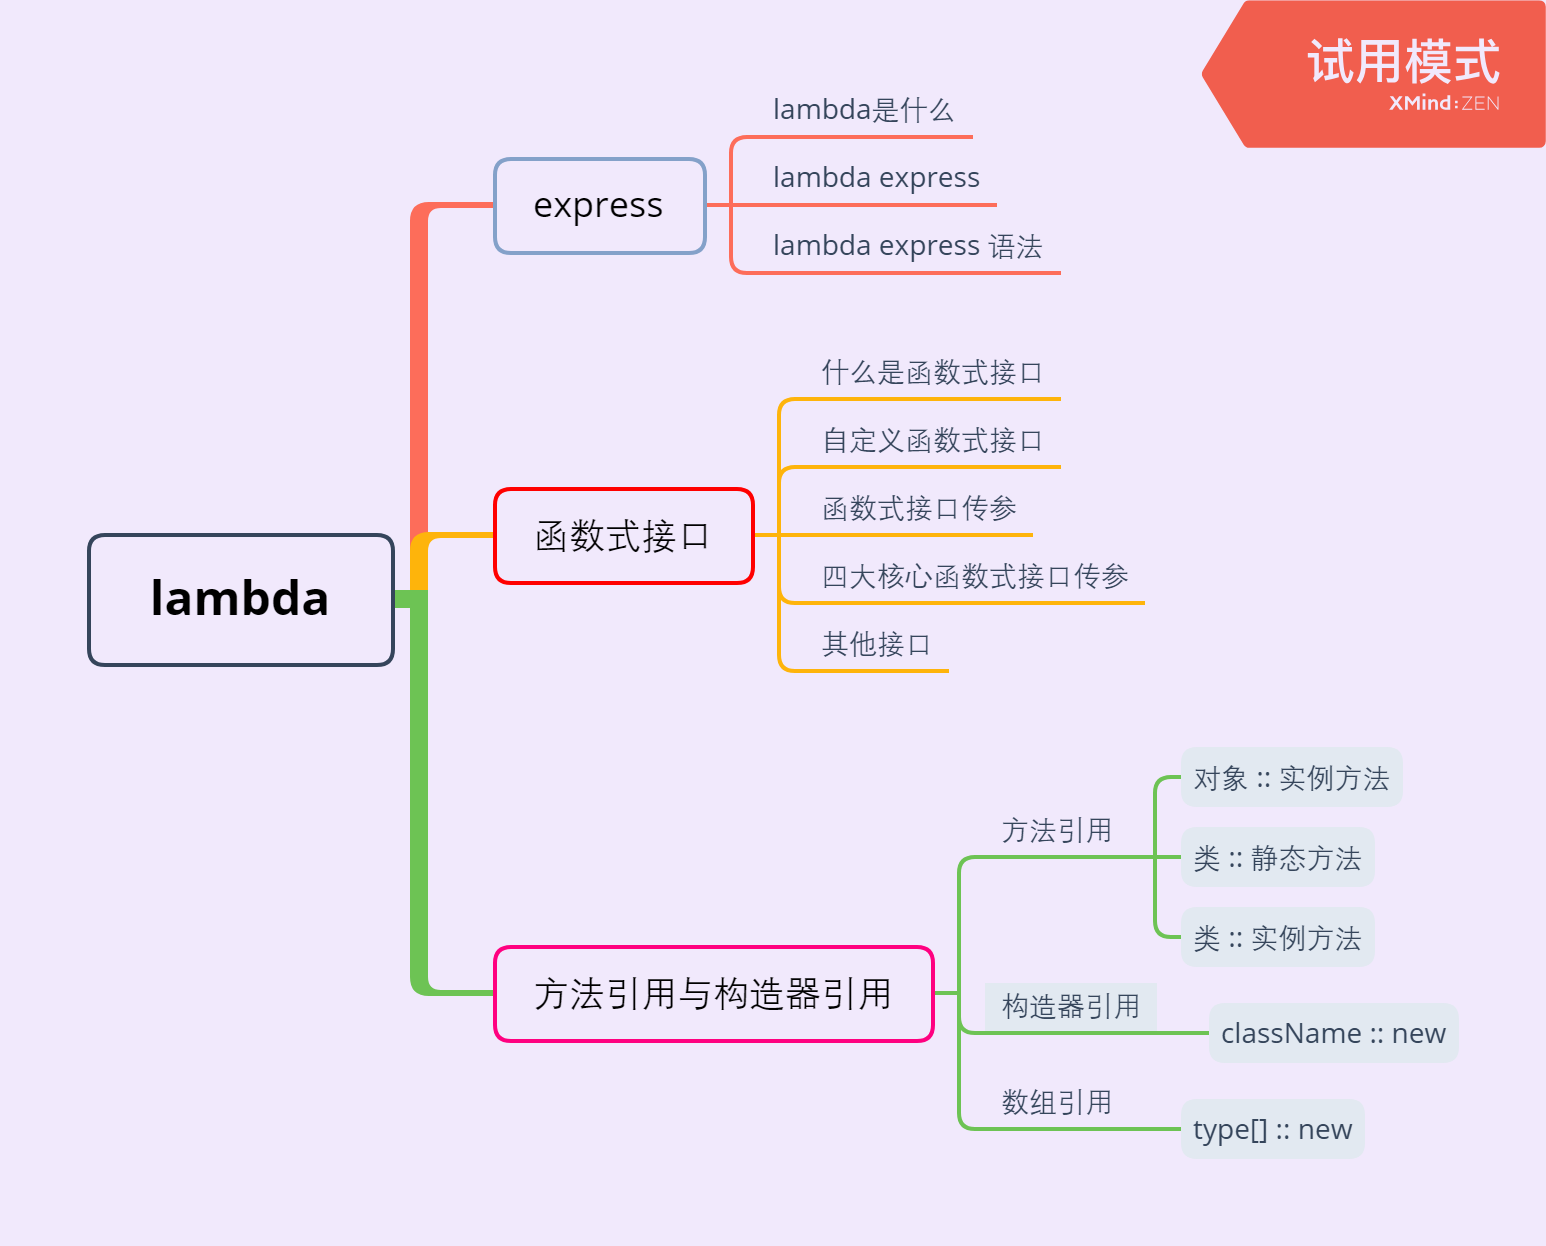 试用模式
XMind:ZEN
lambda
express
lambda是什么
lambda express
lambda express 语法
函数式接口
什么是函数式接口
自定义函数式接口
函数式接口传参
四大核心函数式接口传参
其他接口
方法引用与构造器引用
方法引用
对象 :: 实例方法
类 :: 静态方法
类 :: 实例方法
构造器引用
className :: new
数组引用
type[] :: new